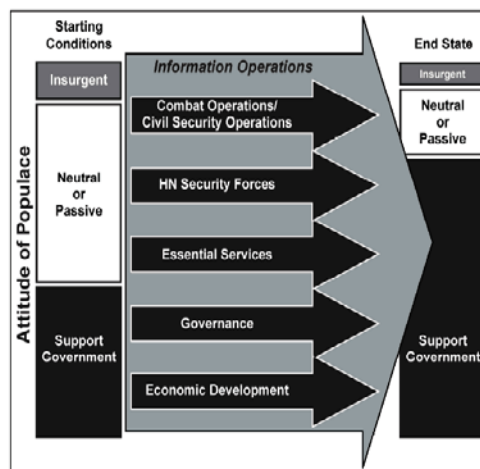 Starting
Conditions
End State
Information Operations
Insurgent
Insurgent
Combat Operations/
Civil Security Operations
Neutral
or
Passive
Neutral
or
Passive
HN Security Forces
Essential Services
Governance
Support
Government
Support
Government
Economic Development
Attitude of Populace